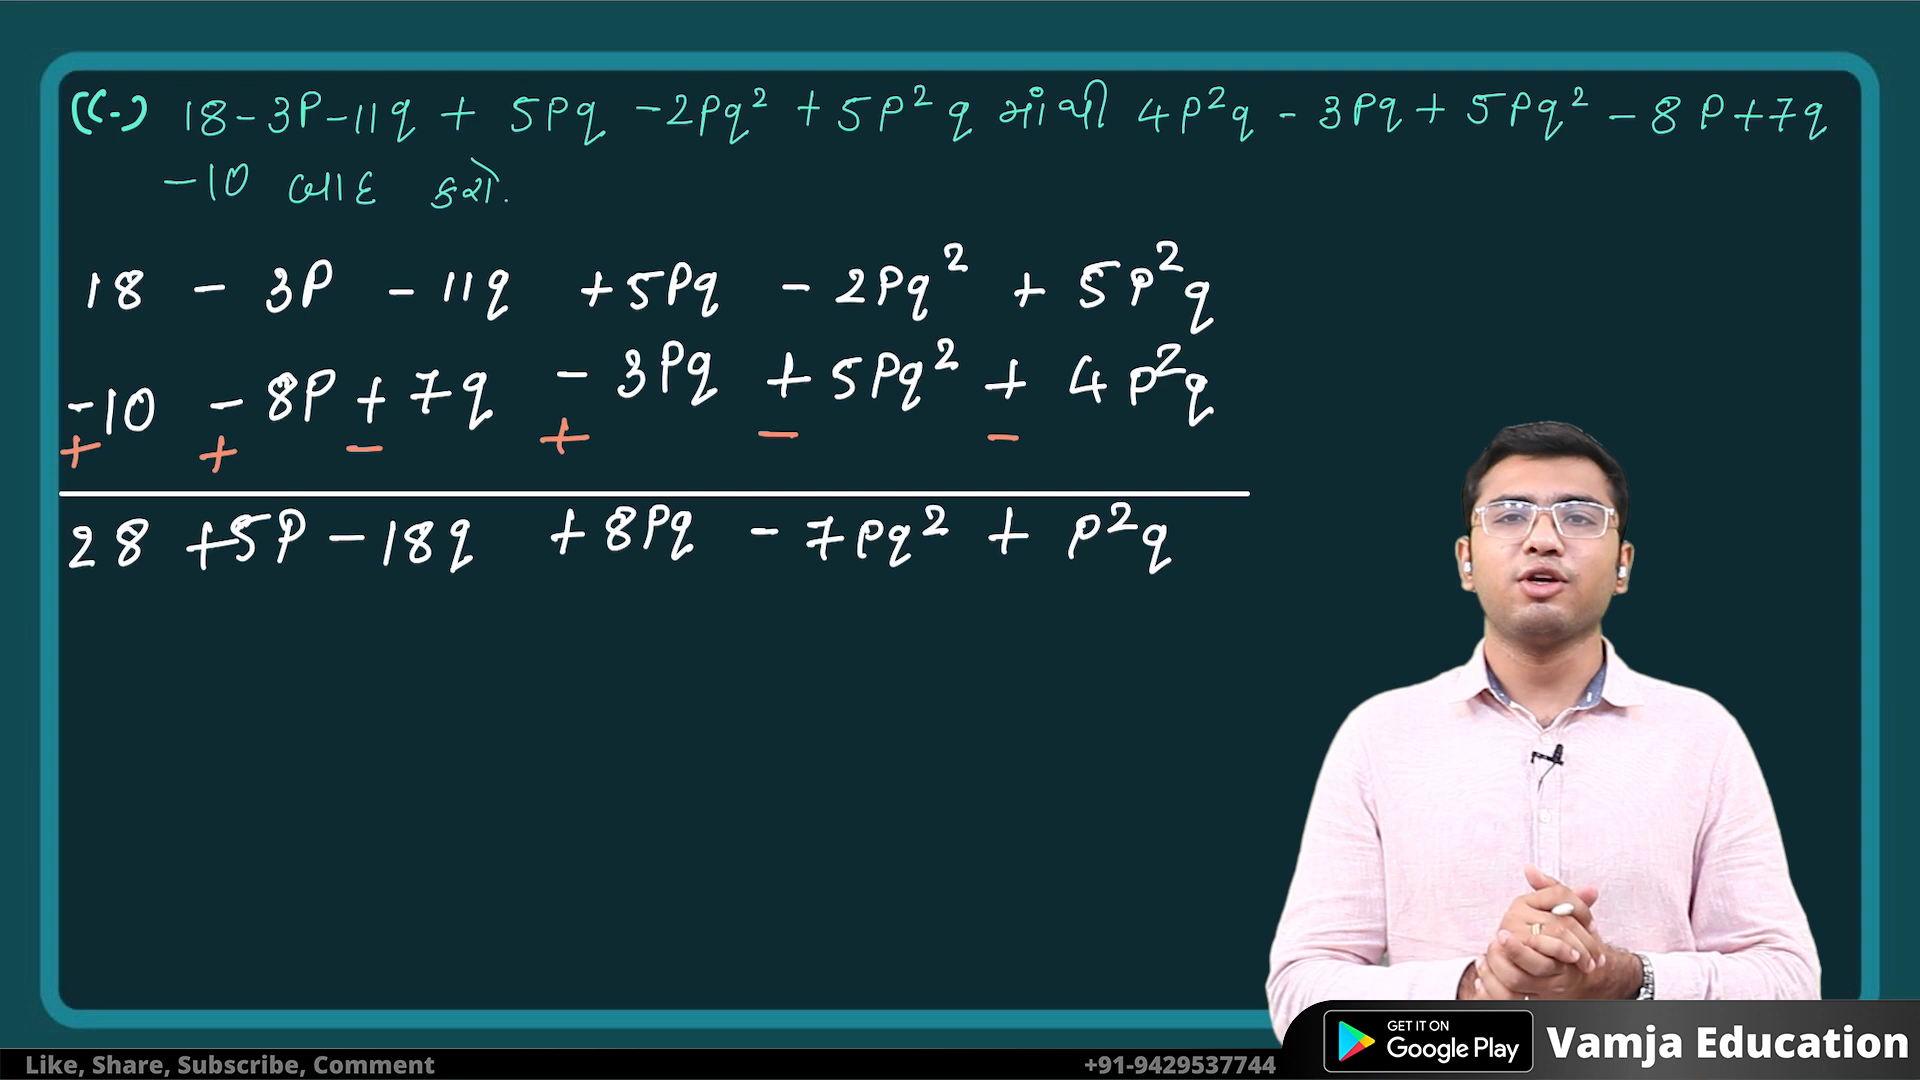 (C.) 18-3P-11q + 5Pq -2Pq² + 5P²q માંથી 4P²q - 3Pq + 5Pq² - 8P+7q
-10 બાદ કરો.
18 - 3P - 11q +5Pq - 2Pq² + 5P²q
-10 - 8P + 7q - 3Pq + 5Pq² + 4P²q
+ + - + - -
28 +5P - 18q + 8Pq - 7Pq² + P²q
GET IT ON
Google Play
Vamja Education
Like, Share, Subscribe, Comment
+91-9429537744